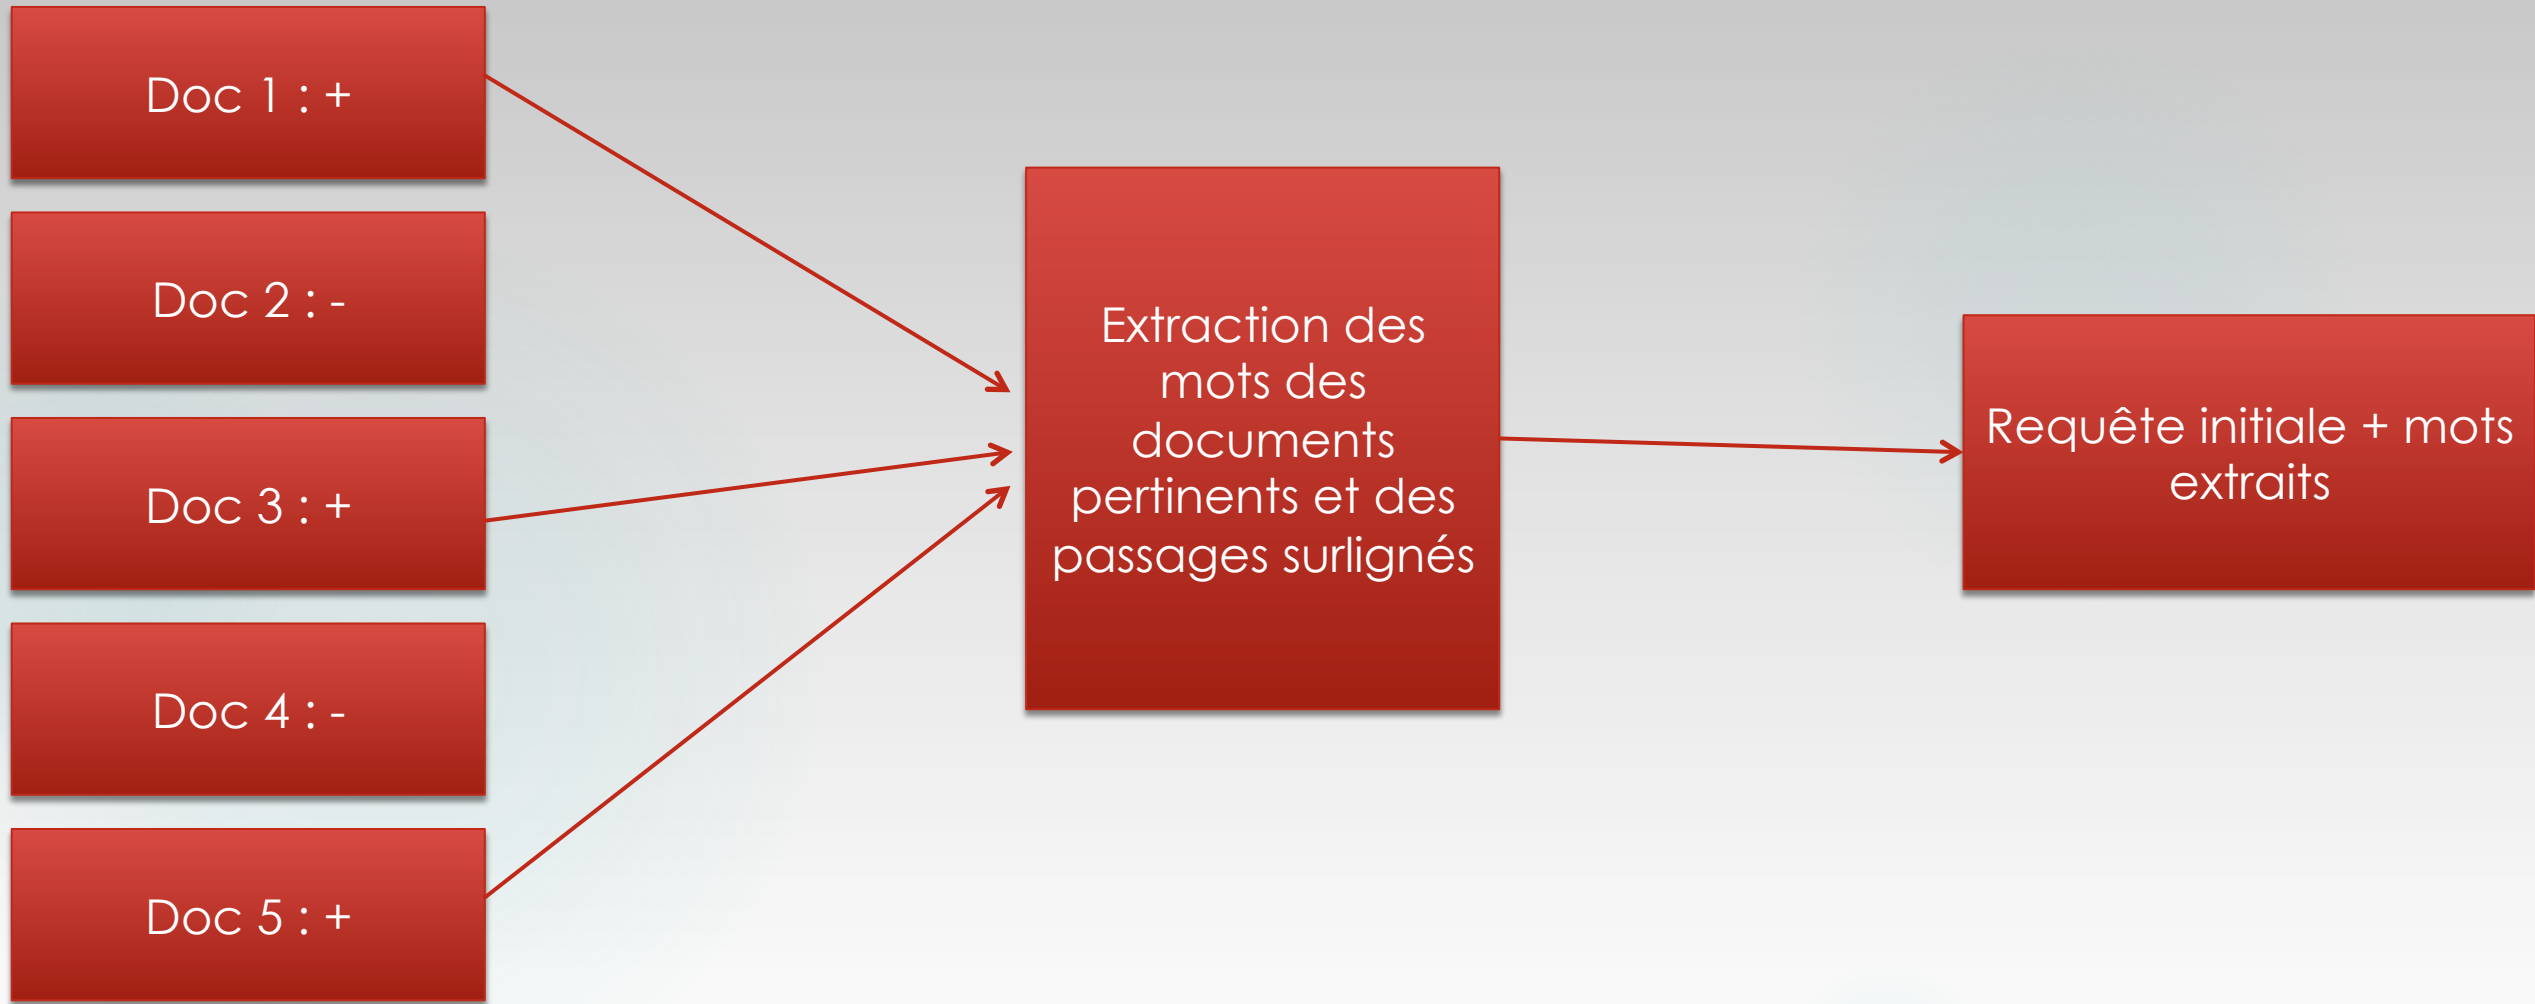 Doc 1 : +
Doc 2 : -
Doc 3 : +
Doc 4 : -
Doc 5 : +
Extraction des
mots des
documents
pertinents et des
passages surlignés
Requête initiale + mots
extraits